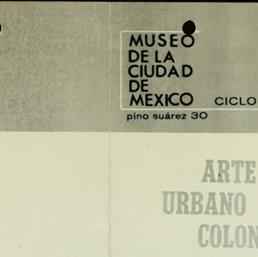 MUSEO
DE LA
CIUDAD
DE
MEXICO
CICLO
pino suárez 30
ARTE
URBANO
COLON